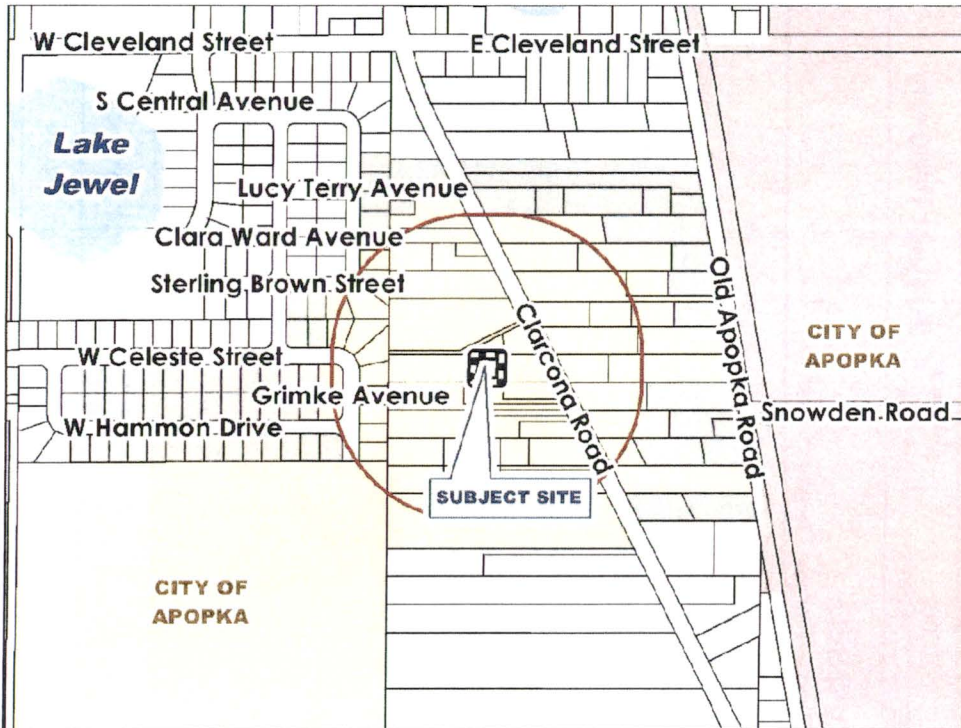 W Cleveland Street
E Cleveland Street
S Central Avenue
Lake
Jewel
Lucy Terry Avenue
Clara Ward Avenue
Sterling Brown Street
Old Apopka Road
Clarcona Road
CITY OF
APOPKA
W Celeste Street
Grimke Avenue
Snowden Road
W Hammon Drive
SUBJECT SITE
CITY OF
APOPKA